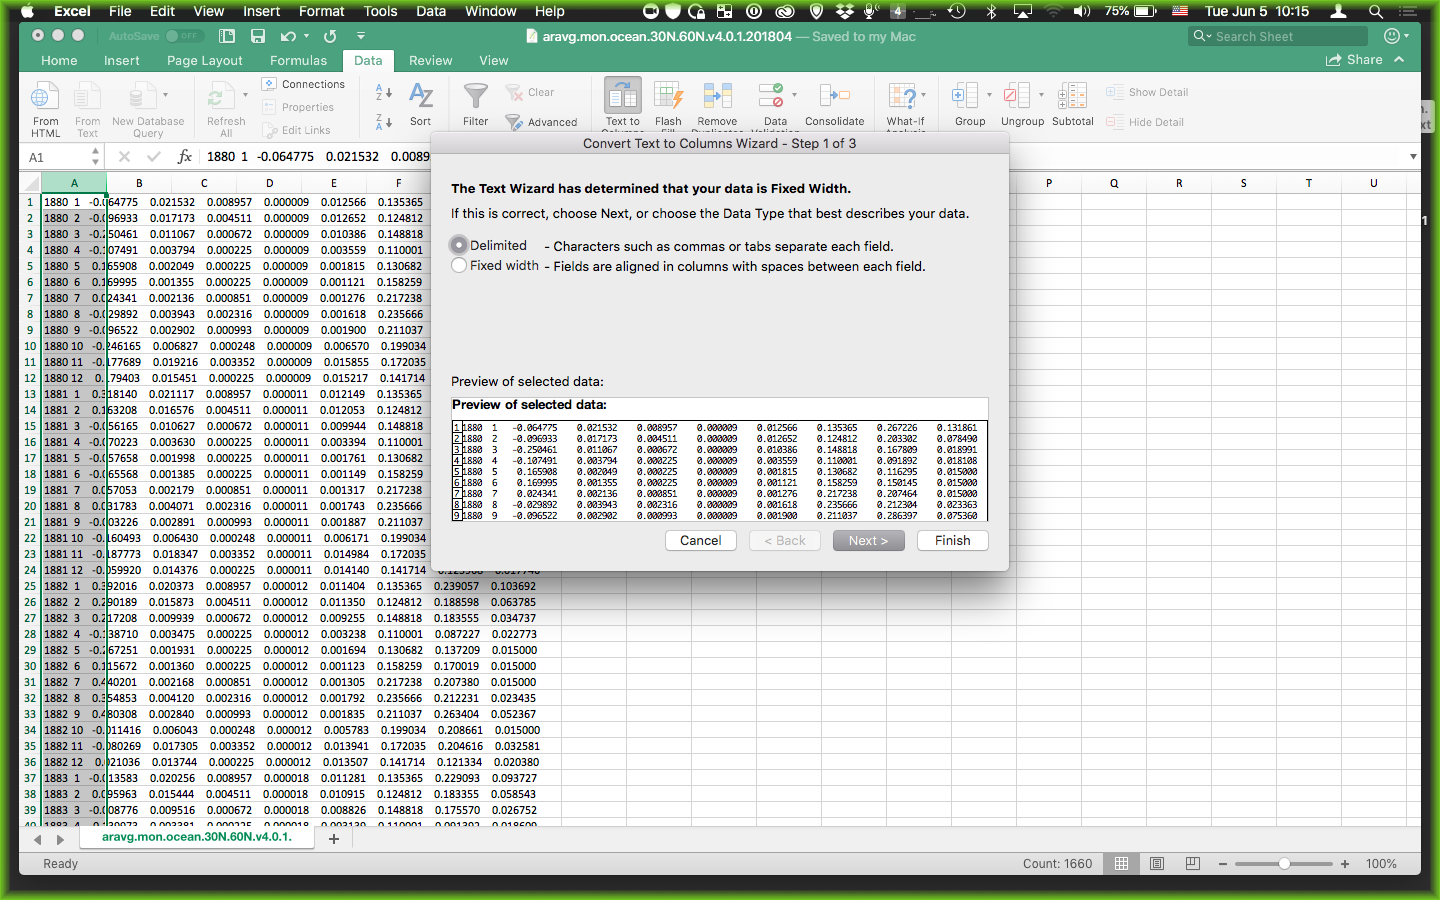 Excel File Edit View Insert Format Tools Data Window Help 4 75% Tue Jun 5 10:15
AutoSave OFF aravg.mon.ocean.30N.60N.v4.0.1.201804 — Saved to my Mac Search Sheet
Home Insert Page Layout Formulas Data Review View Share
Connections
Properties
Edit Links
Clear
Advanced
Show Detail
Hide Detail
From HTML From Text New Database Query Refresh All Sort Filter Text to Flash Remove Data Consolidate What-If Group Ungroup Subtotal
A1 fx 1880 1 -0.064775 0.021532 0.0089
Convert Text to Columns Wizard - Step 1 of 3
The Text Wizard has determined that your data is Fixed Width.
If this is correct, choose Next, or choose the Data Type that best describes your data.
Delimited - Characters such as commas or tabs separate each field.
Fixed width - Fields are aligned in columns with spaces between each field.
Preview of selected data:
Preview of selected data:
1 1880 1 -0.064775 0.021532 0.008957 0.000009 0.012566 0.135365 0.267226 0.131861
2 1880 2 -0.096933 0.017173 0.004511 0.000009 0.012652 0.124812 0.203302 0.078490
3 1880 3 -0.250461 0.011067 0.000672 0.000009 0.010386 0.148818 0.167809 0.018991
4 1880 4 -0.107491 0.003794 0.000225 0.000009 0.003559 0.110001 0.091892 0.018108
5 1880 5 0.165908 0.002049 0.000225 0.000009 0.001815 0.130682 0.116295 0.015000
6 1880 6 0.169995 0.001355 0.000225 0.000009 0.001121 0.158259 0.150145 0.015000
7 1880 7 0.024341 0.002136 0.000851 0.000009 0.001276 0.217238 0.207464 0.015000
8 1880 8 -0.029892 0.003943 0.002316 0.000009 0.001618 0.235666 0.212304 0.023363
9 1880 9 -0.096522 0.002902 0.000993 0.000009 0.001900 0.211037 0.286397 0.075360
Cancel < Back Next > Finish
A B C D E F P Q R S T U
1 1880 1 -0.064775 0.021532 0.008957 0.000009 0.012566 0.135365
2 1880 2 -0.096933 0.017173 0.004511 0.000009 0.012652 0.124812
3 1880 3 -0.250461 0.011067 0.000672 0.000009 0.010386 0.148818
4 1880 4 -0.107491 0.003794 0.000225 0.000009 0.003559 0.110001
5 1880 5 0.165908 0.002049 0.000225 0.000009 0.001815 0.130682
6 1880 6 0.169995 0.001355 0.000225 0.000009 0.001121 0.158259
7 1880 7 0.024341 0.002136 0.000851 0.000009 0.001276 0.217238
8 1880 8 -0.029892 0.003943 0.002316 0.000009 0.001618 0.235666
9 1880 9 -0.096522 0.002902 0.000993 0.000009 0.001900 0.211037
10 1880 10 -0.246165 0.006827 0.000248 0.000009 0.006570 0.199034
11 1880 11 -0.177689 0.019216 0.003352 0.000009 0.015855 0.172035
12 1880 12 0.179403 0.015451 0.000225 0.000009 0.015217 0.141714
13 1881 1 0.318140 0.021117 0.008957 0.000011 0.012149 0.135365
14 1881 2 0.163208 0.016576 0.004511 0.000011 0.012053 0.124812
15 1881 3 -0.056165 0.010627 0.000672 0.000011 0.009944 0.148818
16 1881 4 -0.070223 0.003630 0.000225 0.000011 0.003394 0.110001
17 1881 5 -0.057658 0.001998 0.000225 0.000011 0.001761 0.130682
18 1881 6 -0.065568 0.001385 0.000225 0.000011 0.001149 0.158259
19 1881 7 0.057053 0.002179 0.000851 0.000011 0.001317 0.217238
20 1881 8 0.031783 0.004071 0.002316 0.000011 0.001743 0.235666
21 1881 9 -0.003226 0.002891 0.000993 0.000011 0.001887 0.211037
22 1881 10 -0.160493 0.006430 0.000248 0.000011 0.006171 0.199034
23 1881 11 -0.187773 0.018347 0.003352 0.000011 0.014984 0.172035
24 1881 12 -0.059920 0.014376 0.000225 0.000011 0.014140 0.141714
25 1882 1 0.392016 0.020373 0.008957 0.000012 0.011404 0.135365 0.239057 0.103692
26 1882 2 0.290189 0.015873 0.004511 0.000012 0.011350 0.124812 0.188598 0.063785
27 1882 3 0.217208 0.009939 0.000672 0.000012 0.009255 0.148818 0.183555 0.034737
28 1882 4 -0.138710 0.003475 0.000225 0.000012 0.003238 0.110001 0.087227 0.022773
29 1882 5 -0.267251 0.001931 0.000225 0.000012 0.001694 0.130682 0.137209 0.015000
30 1882 6 0.115672 0.001360 0.000225 0.000012 0.001123 0.158259 0.170019 0.015000
31 1882 7 0.440201 0.002168 0.000851 0.000012 0.001305 0.217238 0.207380 0.015000
32 1882 8 0.354853 0.004120 0.002316 0.000012 0.001792 0.235666 0.212231 0.023435
33 1882 9 0.480308 0.002840 0.000993 0.000012 0.001835 0.211037 0.263404 0.052367
34 1882 10 -0.011416 0.006043 0.000248 0.000012 0.005783 0.199034 0.208661 0.015000
35 1882 11 -0.080269 0.017305 0.003352 0.000012 0.013941 0.172035 0.204616 0.032581
36 1882 12 0.021036 0.013744 0.000225 0.000012 0.013507 0.141714 0.121334 0.020380
37 1883 1 -0.013583 0.020256 0.008957 0.000018 0.011281 0.135365 0.229093 0.093727
38 1883 2 0.095963 0.015444 0.004511 0.000018 0.010915 0.124812 0.183355 0.058543
39 1883 3 -0.008776 0.009516 0.000672 0.000018 0.008826 0.148818 0.175570 0.026752
aravg.mon.ocean.30N.60N.v4.0.1. +
Ready Count: 1660 100%